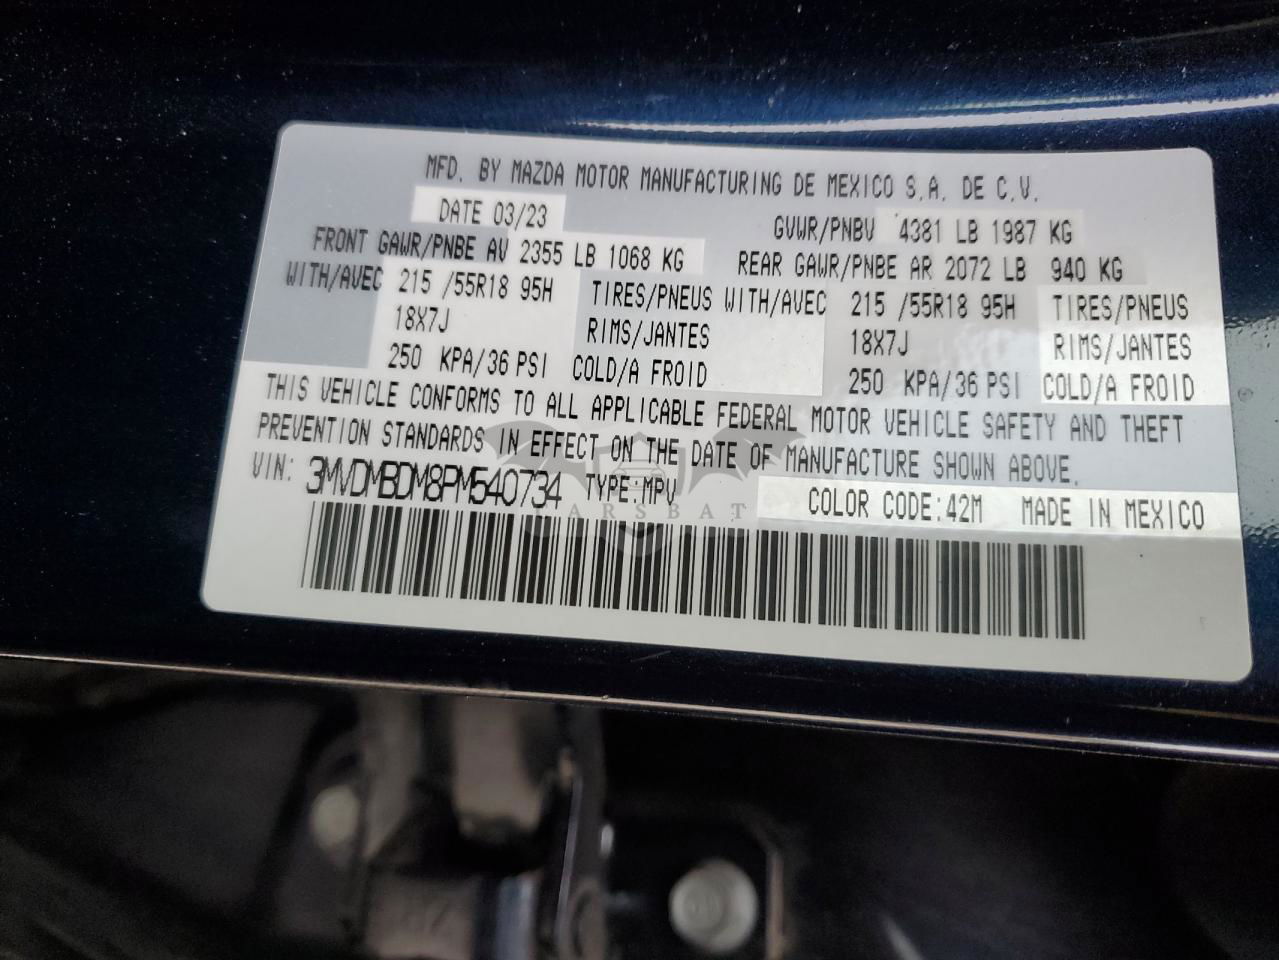 MFD. BY MAZDA MOTOR MANUFACTURING DE MEXICO S.A. DE C.V.
DATE 03/23 GVWR/PNBV 4381 LB 1987 KG
FRONT GAWR/PNBE AV 2355 LB 1068 KG REAR GAWR/PNBE AR 2072 LB 940 KG
WITH/AVEC 215 /55R18 95H TIRES/PNEUS WITH/AVEC 215 /55R18 95H TIRES/PNEUS
18X7J RIMS/JANTES 18X7J RIMS/JANTES
250 KPA/36 PSI COLD/A FROID 250 KPA/36 PSI COLD/A FROID
THIS VEHICLE CONFORMS TO ALL APPLICABLE FEDERAL MOTOR VEHICLE SAFETY AND THEFT
PREVENTION STANDARDS IN EFFECT ON THE DATE OF MANUFACTURE SHOWN ABOVE.
VIN: 3MVDMBDM8PM540734 TYPE:MPV COLOR CODE:42M MADE IN MEXICO
CARSBAT